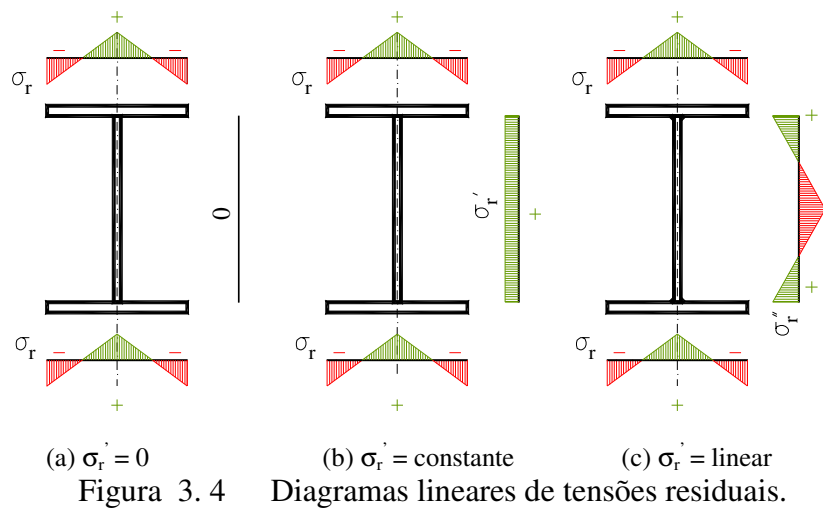 + + +
− − − − − −
σr σr σr
+
0
σr'
+
+
σr"
σr σr σr
− − − − − −
+ + +
(a) σr' = 0 (b) σr' = constante (c) σr' = linear
Figura 3. 4 Diagramas lineares de tensões residuais.